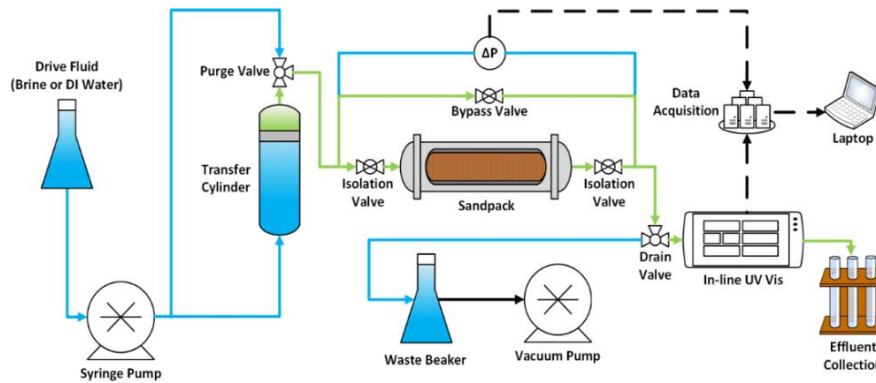 Drive Fluid
(Brine or DI Water)
Purge Valve
ΔP
Bypass Valve
Data
Acquisition
Laptop
Transfer
Cylinder
Isolation
Valve
Sandpack
Isolation
Valve
Drain
Valve
In-line UV Vis
Syringe Pump
Waste Beaker
Vacuum Pump
Effluent
Collection